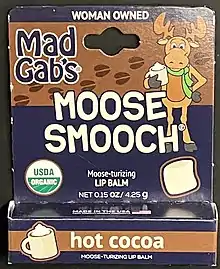 WOMAN OWNED
Mad
Gab's
MOOSE
SMOOCH®
USDA
ORGANIC
Moose-turizing
LIP BALM
NET 0.15 OZ/ 4.25 g
MADE IN THE USA
hot cocoa
MOOSE-TURIZING LIP BALM